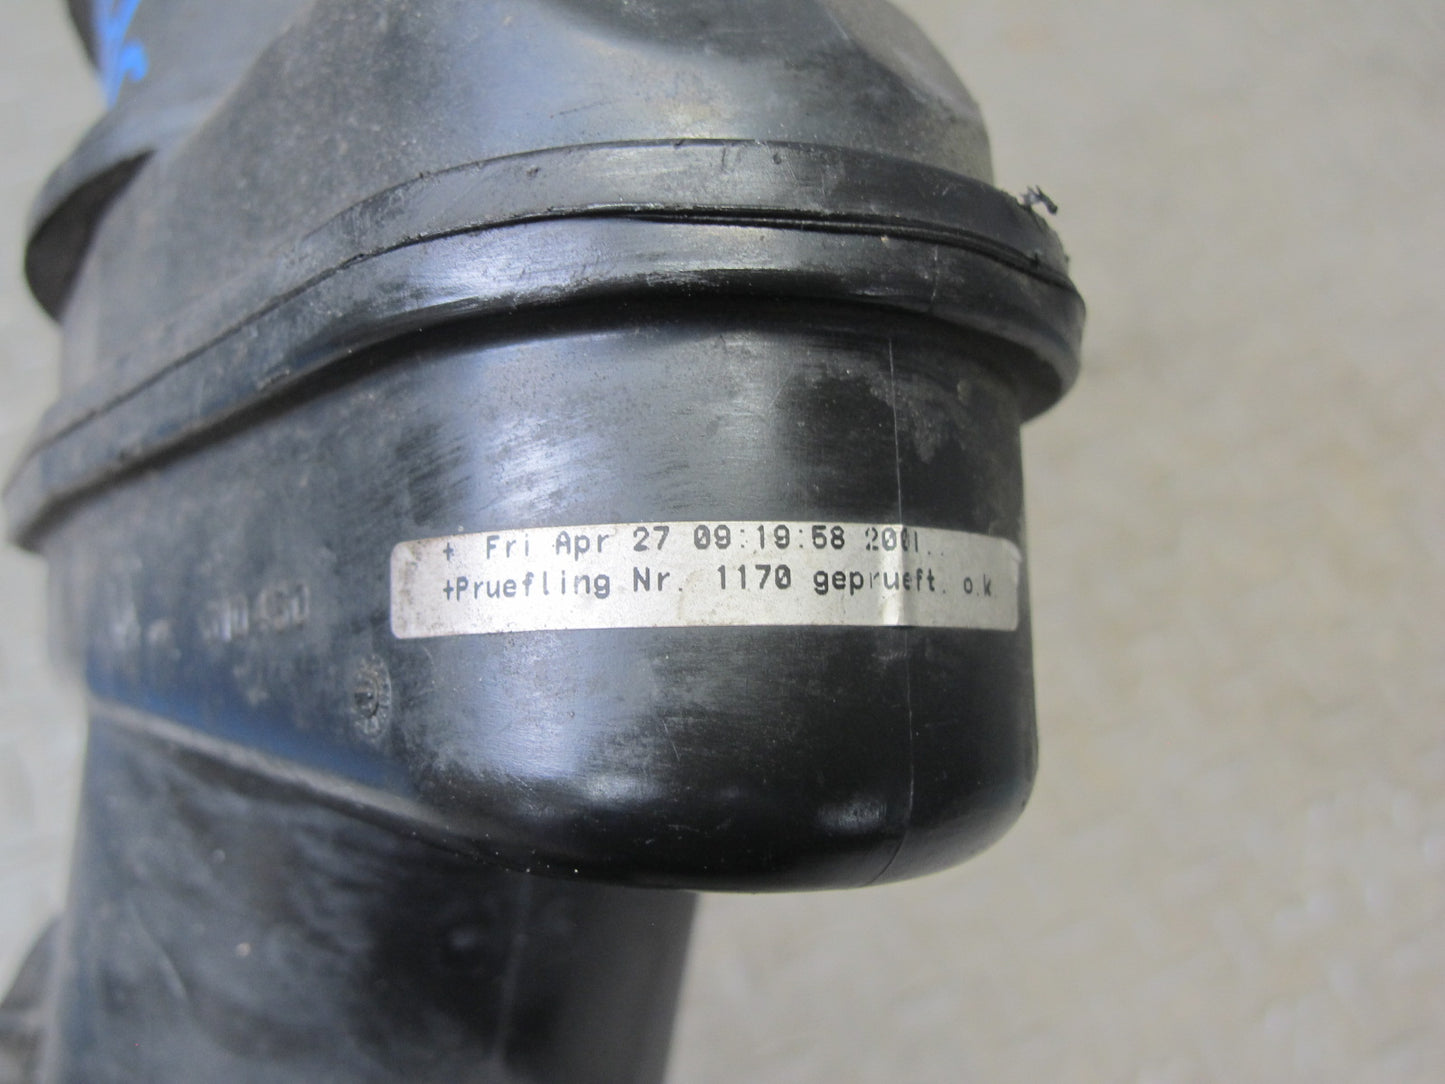 + Fri Apr 27 09:19:58 2001..
+Pruefling Nr. 1170 geprueft. o.k.